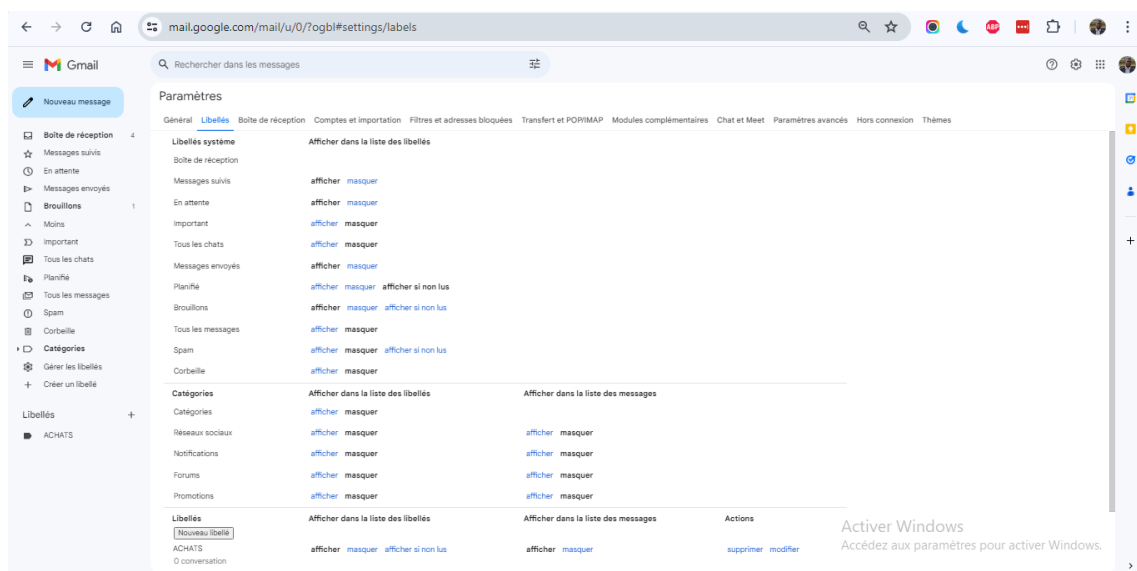 mail.google.com/mail/u/0/?ogbl#settings/labels
ABP
Gmail
Rechercher dans les messages
Nouveau message
Boîte de réception 4
Messages suivis
En attente
Messages envoyés
Brouillons 1
Moins
Important
Tous les chats
Planifié
Tous les messages
Spam
Corbeille
Catégories
Gérer les libellés
Créer un libellé
Libellés +
ACHATS
Paramètres
Général Libellés Boîte de réception Comptes et importation Filtres et adresses bloquées Transfert et POP/IMAP Modules complémentaires Chat et Meet Paramètres avancés Hors connexion Thèmes
Libellés système Afficher dans la liste des libellés
Boîte de réception
Messages suivis afficher masquer
En attente afficher masquer
Important afficher masquer
Tous les chats afficher masquer
Messages envoyés afficher masquer
Planifié afficher masquer afficher si non lus
Brouillons afficher masquer afficher si non lus
Tous les messages afficher masquer
Spam afficher masquer afficher si non lus
Corbeille afficher masquer
Catégories Afficher dans la liste des libellés Afficher dans la liste des messages
Catégories afficher masquer
Réseaux sociaux afficher masquer afficher masquer
Notifications afficher masquer afficher masquer
Forums afficher masquer afficher masquer
Promotions afficher masquer afficher masquer
Libellés Afficher dans la liste des libellés Afficher dans la liste des messages Actions
Nouveau libellé
ACHATS afficher masquer afficher si non lus afficher masquer supprimer modifier
0 conversation
Activer Windows
Accédez aux paramètres pour activer Windows.